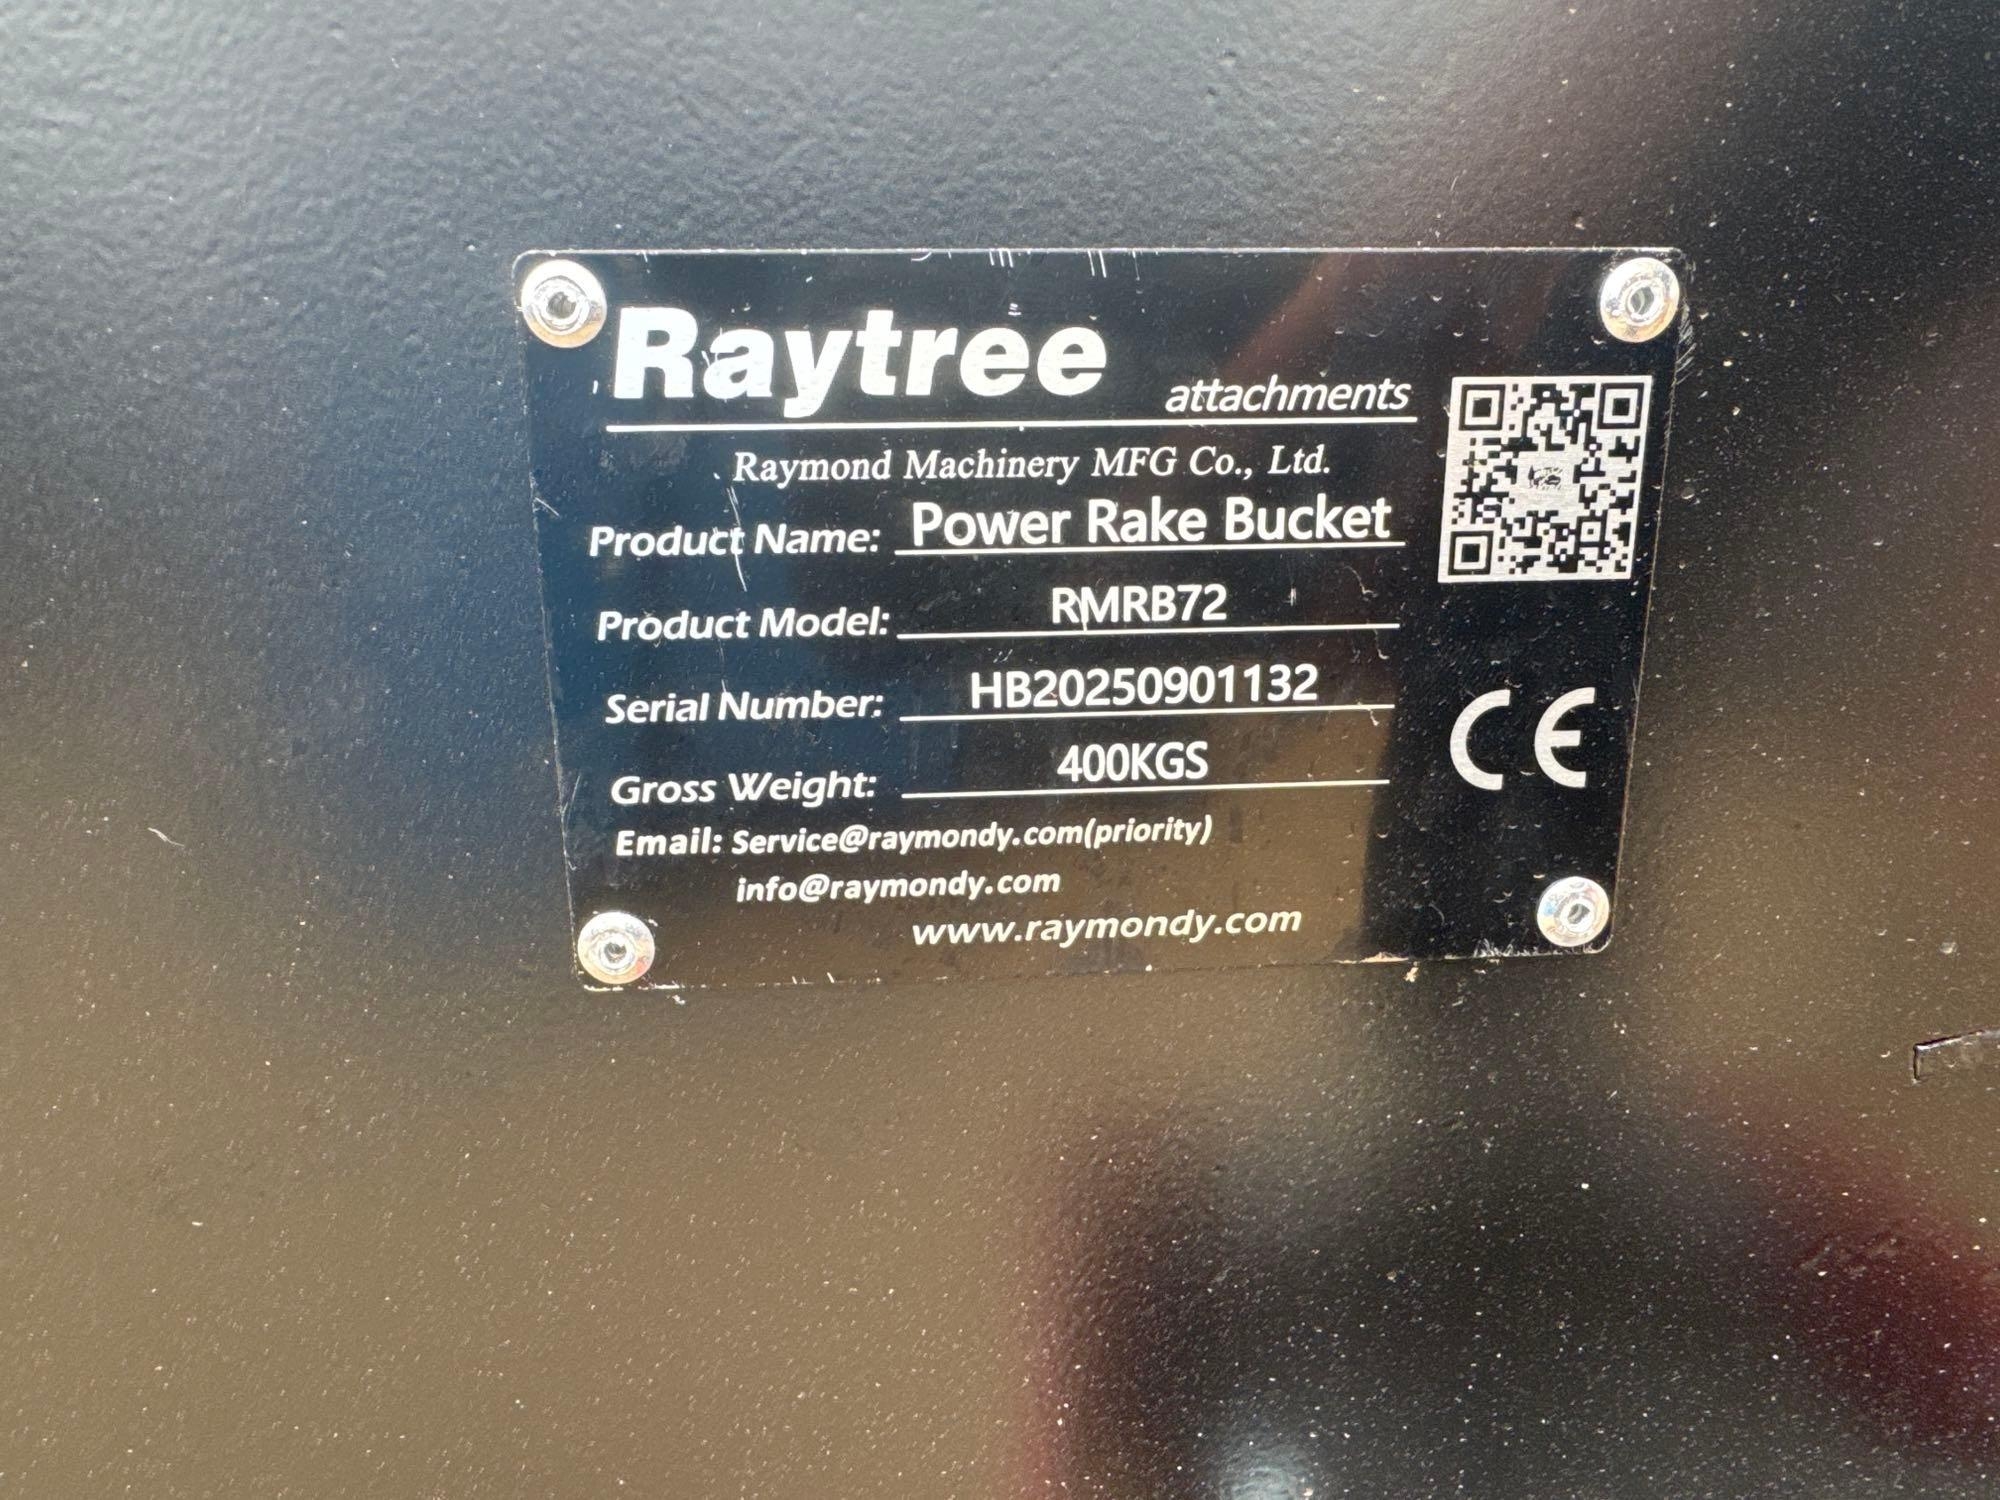 Raytree attachments
Raymond Machinery MFG Co., Ltd.
Product Name: Power Rake Bucket
Product Model: RMRB72
Serial Number: HB20250901132
Gross Weight: 400KGS
Email: Service@raymondy.com(priority)
info@raymondy.com
www.raymondy.com
CE